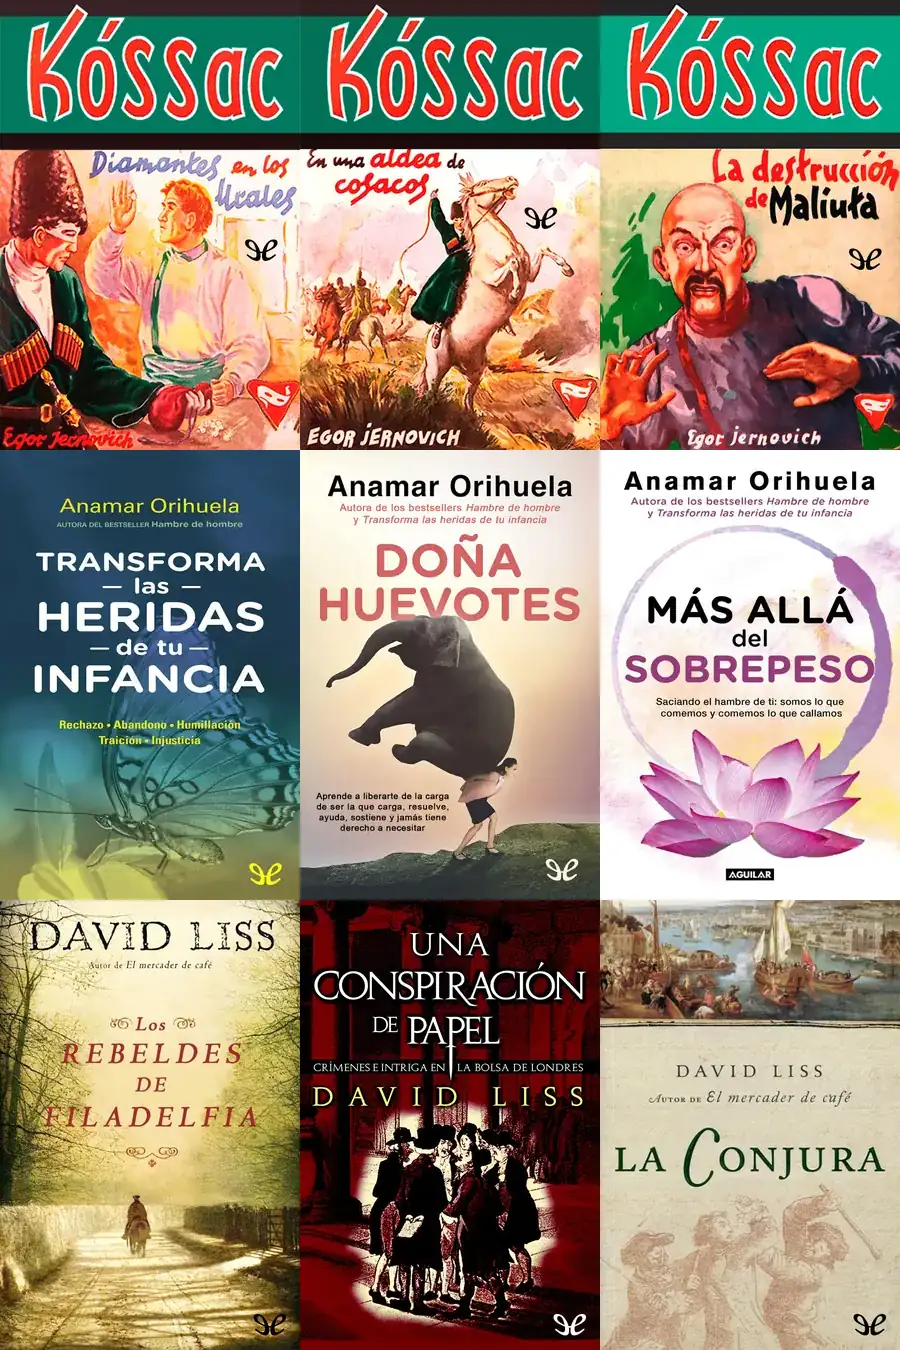 Kóssac
Diamantes en los
Urales
Egor Jernovich
Kóssac
En una aldea de
cosacos
EGOR JERNOVICH
Kóssac
La destrucción
de Maliuta
Egor jernovich
Anamar Orihuela
AUTORA DEL BESTSELLER Hambre de hombre
TRANSFORMA
— las —
HERIDAS
— de tu —
INFANCIA
Rechazo • Abandono • Humillación
Traición • Injusticia
Anamar Orihuela
Autora de los bestsellers Hambre de hombre
y Transforma las heridas de tu infancia
DOÑA
HUEVOTES
Aprende a liberarte de la carga
de ser la que carga, resuelve,
ayuda, sostiene y jamás tiene
derecho a necesitar
Anamar Orihuela
Autora de los bestsellers Hambre de hombre
y Transforma las heridas de tu infancia
MÁS ALLÁ
del
SOBREPESO
Saciando el hambre de ti: somos lo que
comemos y comemos lo que callamos
AGUILAR
DAVID LISS
Autor de El mercader de café
Los
REBELDES
DE
FILADELFIA
UNA
CONSPIRACIÓN
DE PAPEL
CRÍMENES E INTRIGA EN LA BOLSA DE LONDRES
DAVID LISS
DAVID LISS
AUTOR DE El mercader de café
LA CONJURA